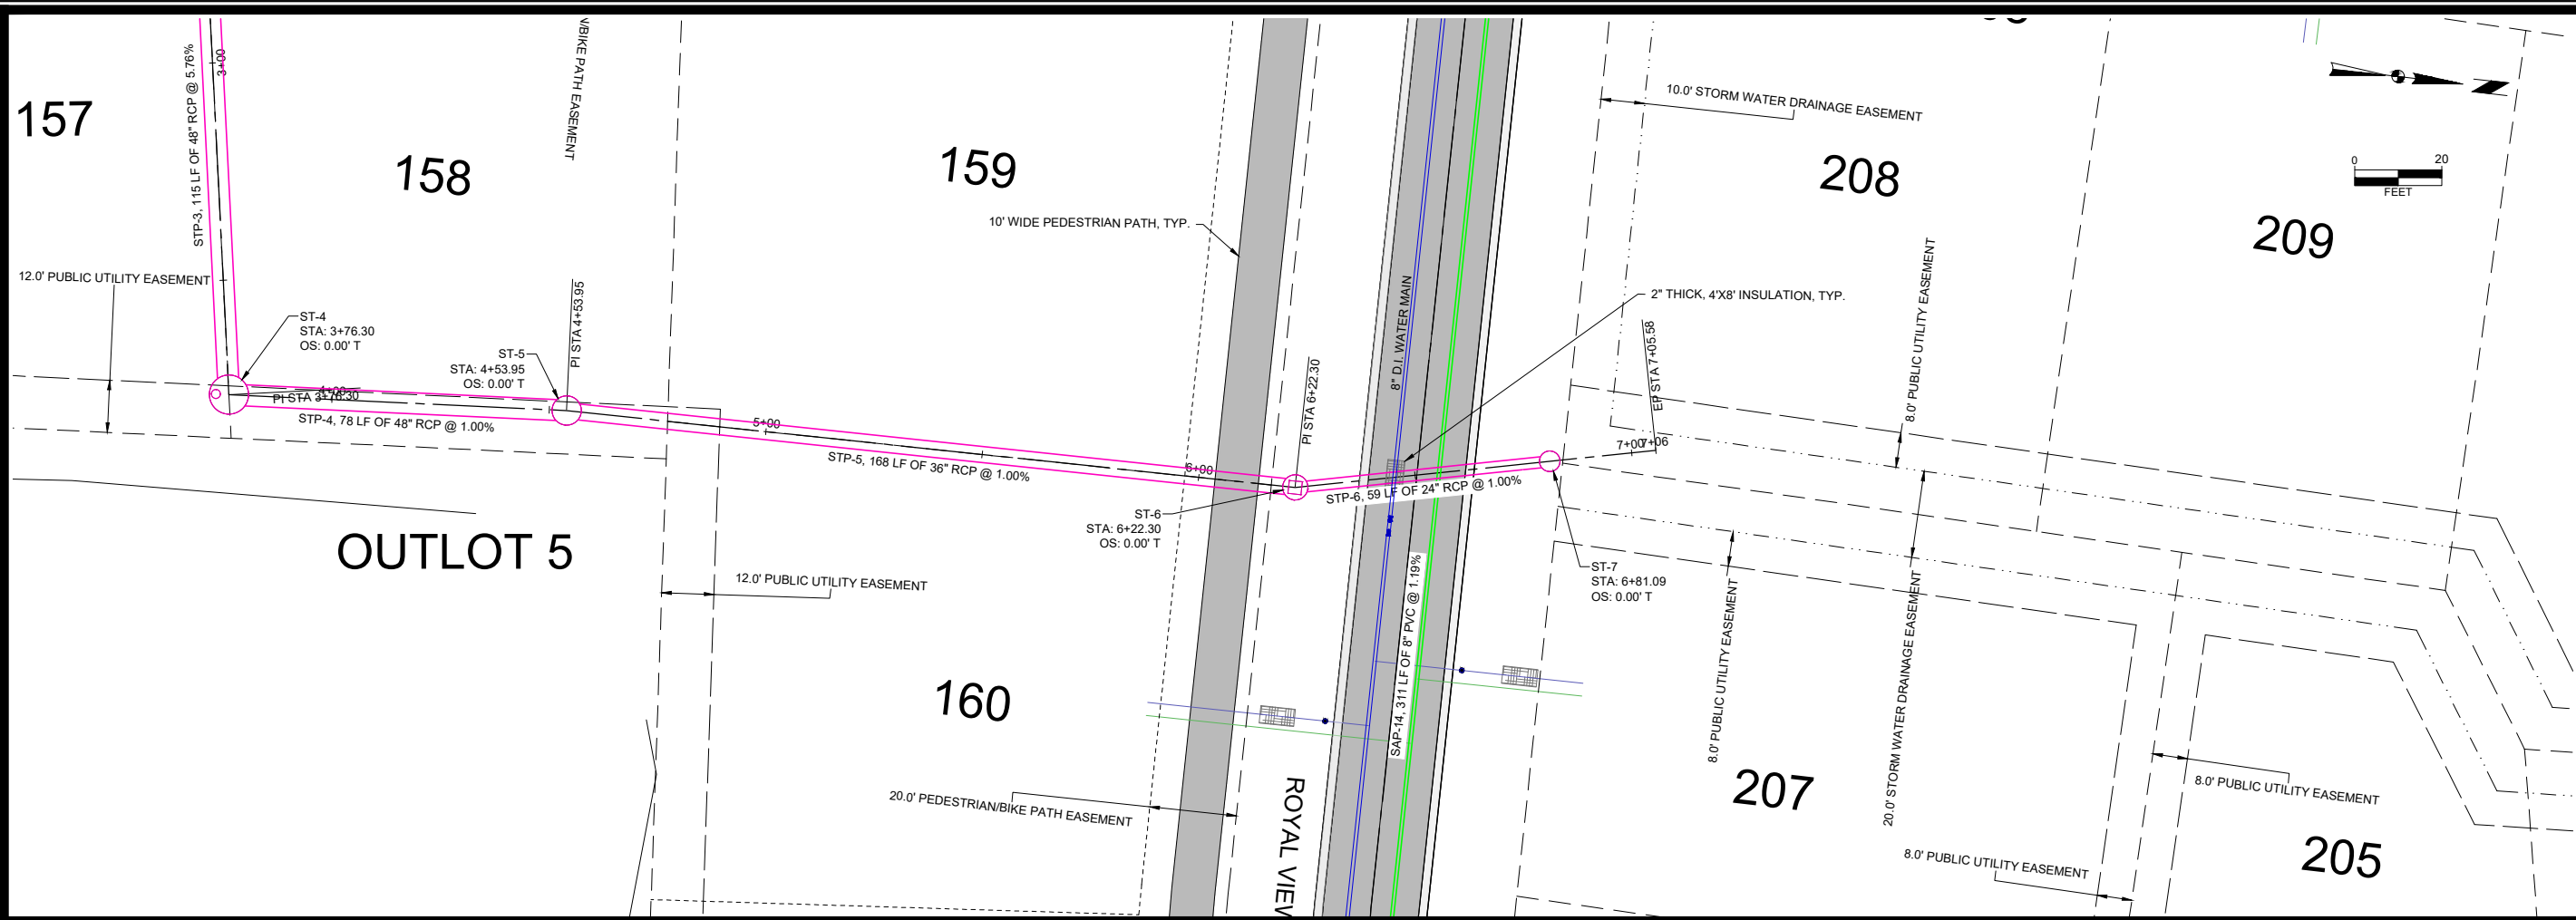 157
158
159
208
209
STP-3, 115 LF OF 48" RCP @ 5.76%
3+00
BIKE PATH EASEMENT
10.0' STORM WATER DRAINAGE EASEMENT
0 20
FEET
10' WIDE PEDESTRIAN PATH, TYP.
12.0' PUBLIC UTILITY EASEMENT
ST-4
STA: 3+76.30
OS: 0.00' T
ST-5
STA: 4+53.95
OS: 0.00' T
PI STA 4+53.95
4+00
PI STA 3+76.30
STP-4, 78 LF OF 48" RCP @ 1.00%
5+00
STP-5, 168 LF OF 36" RCP @ 1.00%
6+00
PI STA 6+22.30
8" D.I. WATER MAIN
2" THICK, 4'X8' INSULATION, TYP.
EP STA 7+05.58
7+00
7+06
8.0' PUBLIC UTILITY EASEMENT
STP-6, 59 LF OF 24" RCP @ 1.00%
ST-6
STA: 6+22.30
OS: 0.00' T
ST-7
STA: 6+81.09
OS: 0.00' T
OUTLOT 5
12.0' PUBLIC UTILITY EASEMENT
SAP-14, 311 LF OF 8" PVC @ 1.19%
8.0' PUBLIC UTILITY EASEMENT
20.0' STORM WATER DRAINAGE EASEMENT
160
207
205
20.0' PEDESTRIAN/BIKE PATH EASEMENT
ROYAL VIEW
8.0' PUBLIC UTILITY EASEMENT
8.0' PUBLIC UTILITY EASEMENT